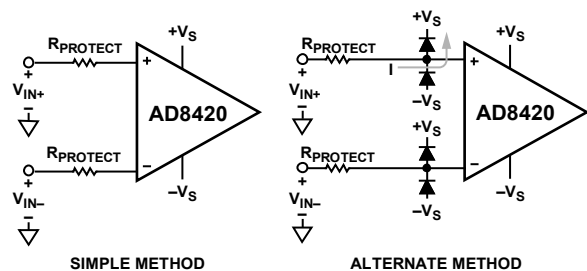 +VS
RPROTECT
+
VIN+
–
+
AD8420
–
RPROTECT
+
VIN–
–
–VS
SIMPLE METHOD
+VS
RPROTECT
I
+
VIN+
–
–VS
+VS
+
AD8420
–
+VS
RPROTECT
+
VIN–
–
–VS
–VS
ALTERNATE METHOD